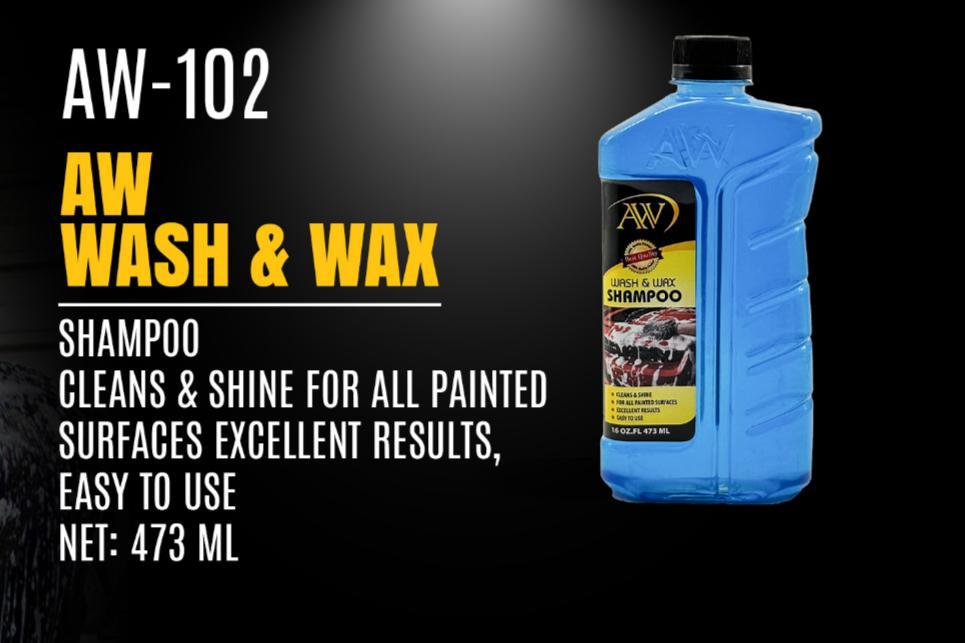 AW-102
AW
WASH & WAX
SHAMPOO
CLEANS & SHINE FOR ALL PAINTED
SURFACES EXCELLENT RESULTS,
EASY TO USE
NET: 473 ML
AW
AW
Best Quality
WASH & WAX
SHAMPOO
CLEANS & SHINE
FOR ALL PAINTED SURFACES
EXCELLENT RESULTS
EASY TO USE
16 OZ.FL 473 ML